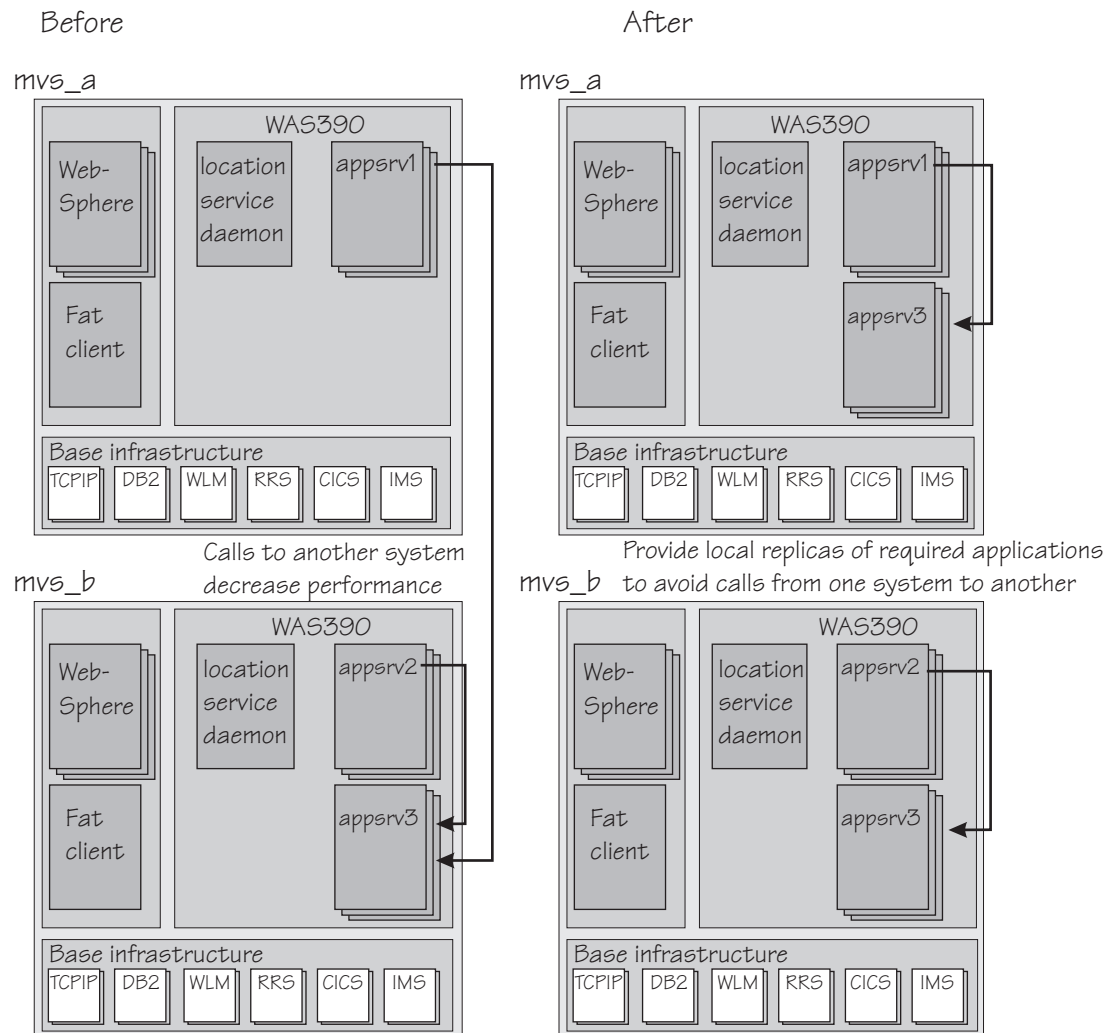 Before
After
mvs_a
WAS390
Web-
Sphere
location
service
daemon
appsrv1
Fat
client
Base infrastructure
TCPIP
DB2
WLM
RRS
CICS
IMS
Calls to another system
decrease performance
mvs_b
WAS390
Web-
Sphere
location
service
daemon
appsrv2
Fat
client
appsrv3
Base infrastructure
TCPIP
DB2
WLM
RRS
CICS
IMS
mvs_a
WAS390
Web-
Sphere
location
service
daemon
appsrv1
Fat
client
appsrv3
Base infrastructure
TCPIP
DB2
WLM
RRS
CICS
IMS
Provide local replicas of required applications
to avoid calls from one system to another
mvs_b
WAS390
Web-
Sphere
location
service
daemon
appsrv2
Fat
client
appsrv3
Base infrastructure
TCPIP
DB2
WLM
RRS
CICS
IMS